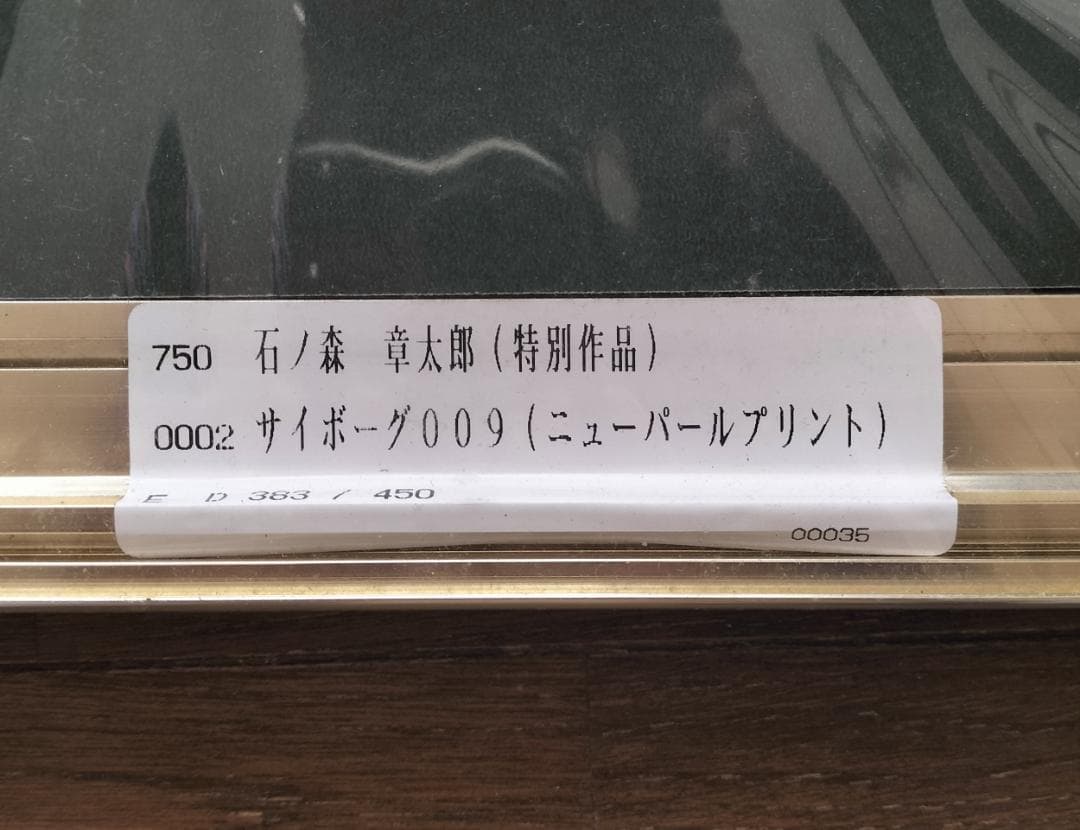 750 石ノ森 章太郎(特別作品)
0002 サイボーグ009(ニューパールプリント)
E D 383 / 450
00035